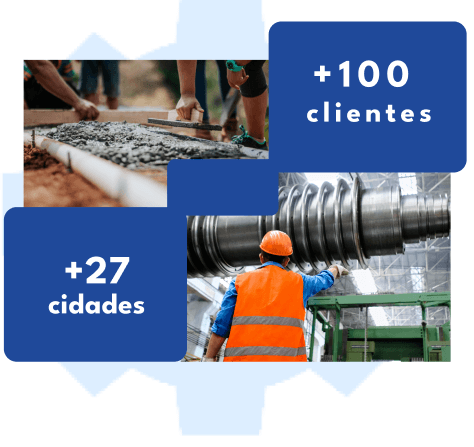 +100
clientes
+27
cidades